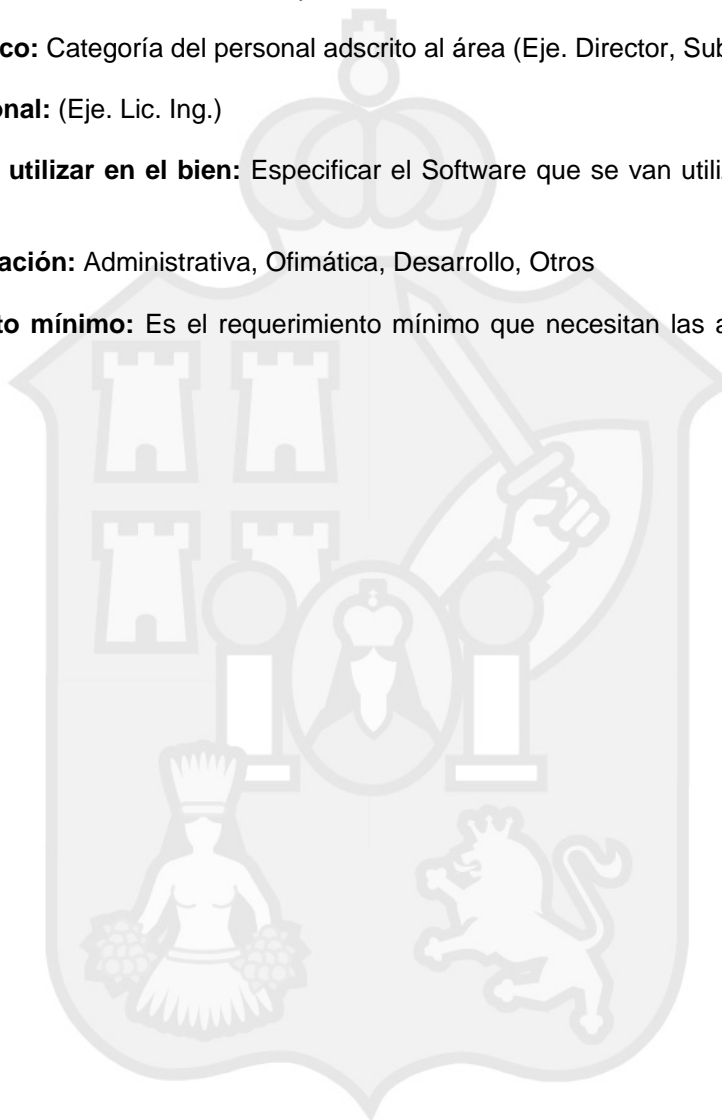 co: Categoría del personal adscrito al área (Eje. Director, Sub
onal: (Eje. Lic. Ing.)
utilizar en el bien: Especificar el Software que se van utili
ación: Administrativa, Ofimática, Desarrollo, Otros
to mínimo: Es el requerimiento mínimo que necesitan las a